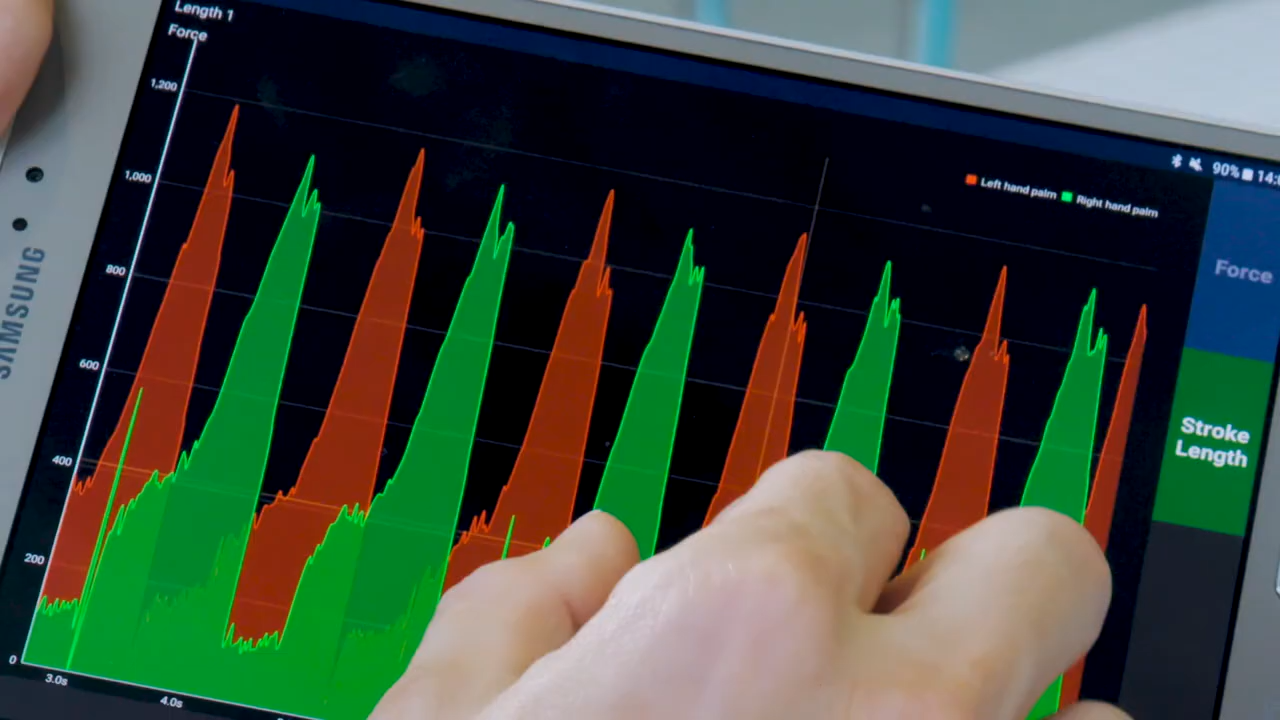 Length 1
Force
1,200
1,000
800
600
400
200
0
3.0s
4.0s
Left hand palm
Right hand palm
90%
Force
Stroke
Length
SAMSUNG